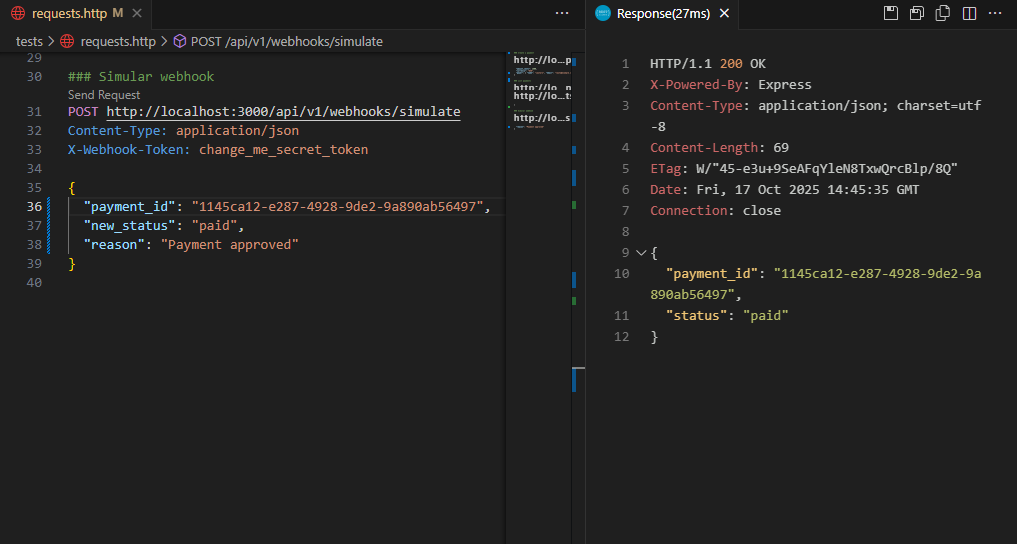 requests.http M
Response(27ms)
tests > requests.http > POST /api/v1/webhooks/simulate
29
30 ### Simular webhook
Send Request
31 POST http://localhost:3000/api/v1/webhooks/simulate
32 Content-Type: application/json
33 X-Webhook-Token: change_me_secret_token
34
35 {
36 "payment_id": "1145ca12-e287-4928-9de2-9a890ab56497",
37 "new_status": "paid",
38 "reason": "Payment approved"
39 }
40
http://lo...p
http://lo...
http://lo...t
http://lo...s
1 HTTP/1.1 200 OK
2 X-Powered-By: Express
3 Content-Type: application/json; charset=utf
-8
4 Content-Length: 69
5 ETag: W/"45-e3u+9SeAFqYleN8TxwQrcBlp/8Q"
6 Date: Fri, 17 Oct 2025 14:45:35 GMT
7 Connection: close
8
9 {
10 "payment_id": "1145ca12-e287-4928-9de2-9a
890ab56497",
11 "status": "paid"
12 }